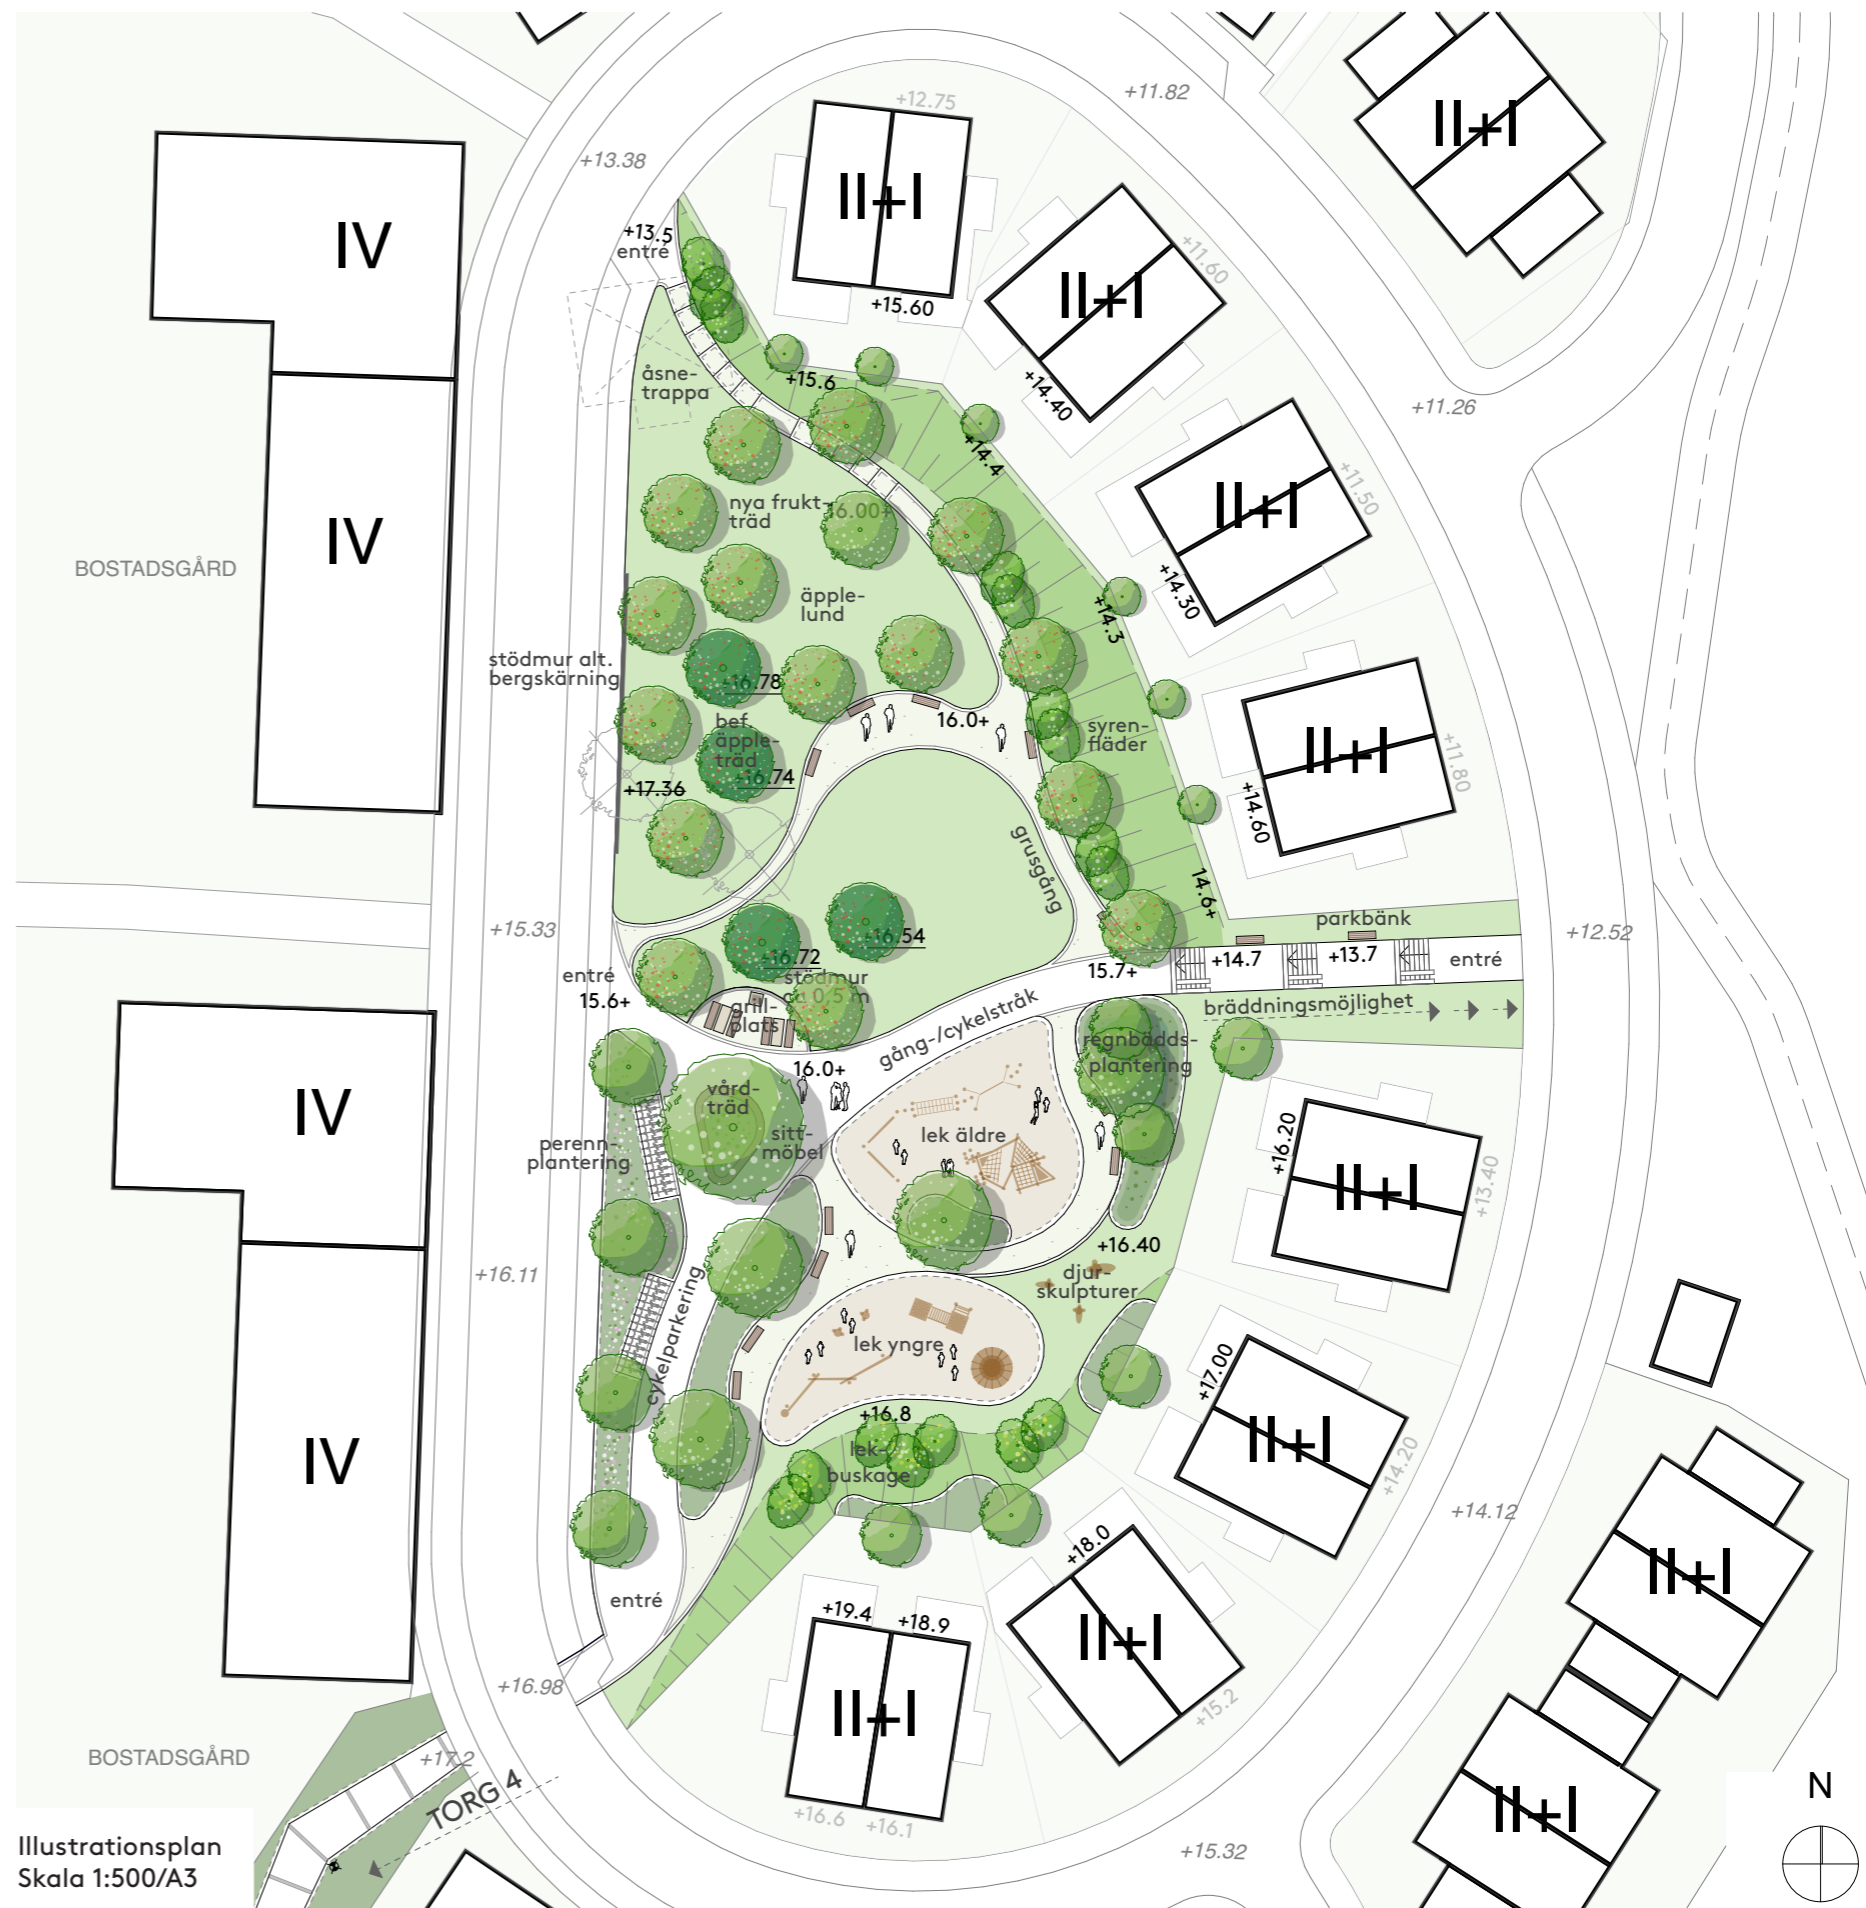 +12.75
+11.82
II+I
+13.38
II+I
IV
+13.5
entré
+11.60
II+I
+15.60
åsne-
trappa
+15.6
+14.40
+11.26
+14.4
+11.50
nya frukt-
träd
16.00+
II+I
IV
BOSTADSGÅRD
äpple-
lund
+14.30
+14.3
stödmur alt.
bergskärning
+16.78
bef.
äpple-
träd
16.0+
syren-
fläder
II+I
+11.80
+16.74
+17.36
+14.60
grusgång
14.6+
parkbänk
+15.33
+16.54
+12.52
+16.72
entré
15.6+
stödmur
ca 0,5 m
15.7+
+14.7
+13.7
entré
grill-
plats
gång-/cykelstråk
bräddningsmöjlighet
regnbädds-
plantering
16.0+
IV
vård-
träd
sitt-
möbel
lek äldre
perenn-
plantering
+16.20
II+I
+13.40
+16.40
+16.11
djur-
skulpturer
cykelparkering
lek yngre
+17.00
+16.8
lek-
buskage
II+I
+14.20
IV
+14.12
+18.0
II+I
entré
+19.4
+18.9
II+I
+16.98
II+I
+15.2
BOSTADSGÅRD
+17.2
TORG 4
+16.6
+16.1
II+I
N
Illustrationsplan
Skala 1:500/A3
+15.32